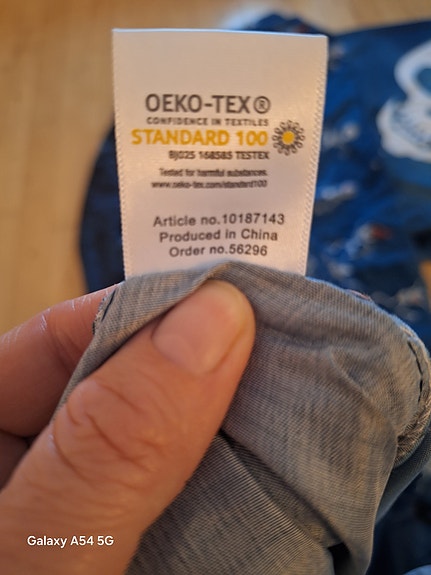 OEKO-TEX®
CONFIDENCE IN TEXTILES
STANDARD 100
BJ025 168585 TESTEX
Tested for harmful substances.
www.oeko-tex.com/standard100
Article no.10187143
Produced in China
Order no.56296
Galaxy A54 5G